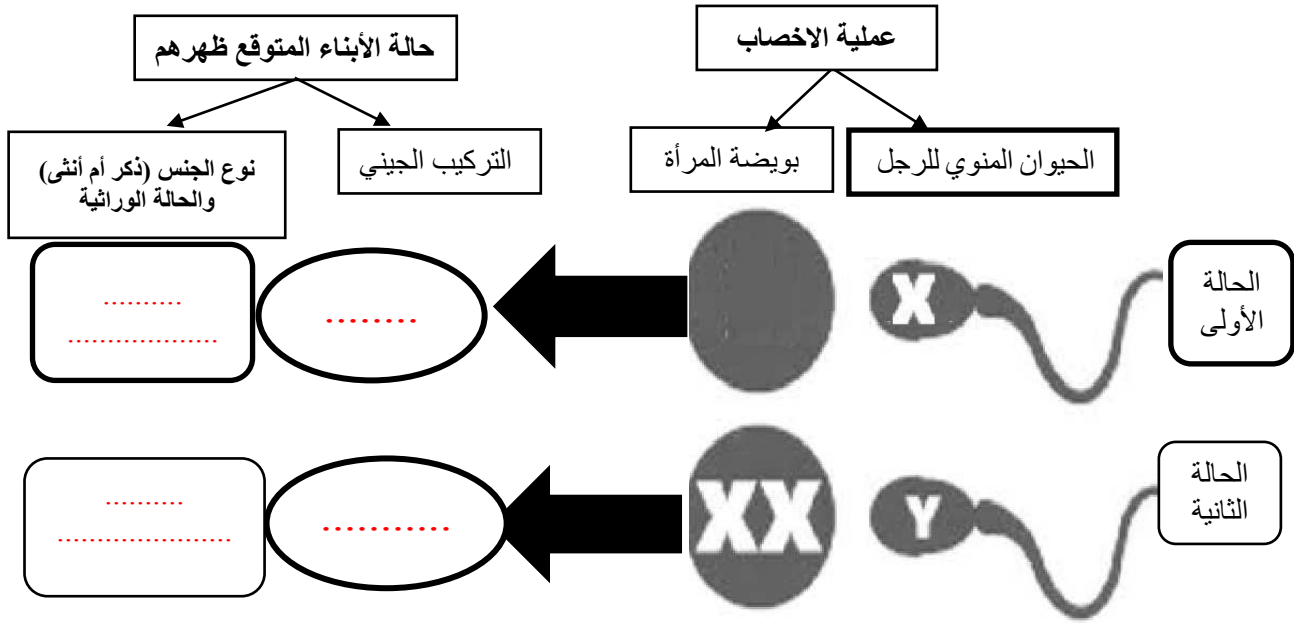 عملية الاخصاب
حالة الأبناء المتوقع ظهرهم
الحيوان المنوي للرجل
بويضة المرأة
التركيب الجيني
نوع الجنس (ذكر أم أنثى)
والحالة الوراثية
الحالة
الأولى
X
........
..........
...................
الحالة
الثانية
Y
XX
...........
..........
......................